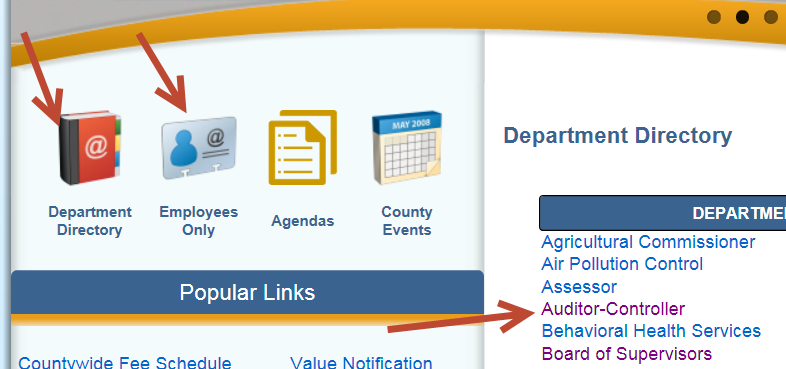 @
@
MAY 2008
Department
Directory
Employees
Only
Agendas
County
Events
Popular Links
Countywide Fee Schedule
Value Notification
Department Directory
DEPARTME
Agricultural Commissioner
Air Pollution Control
Assessor
Auditor-Controller
Behavioral Health Services
Board of Supervisors